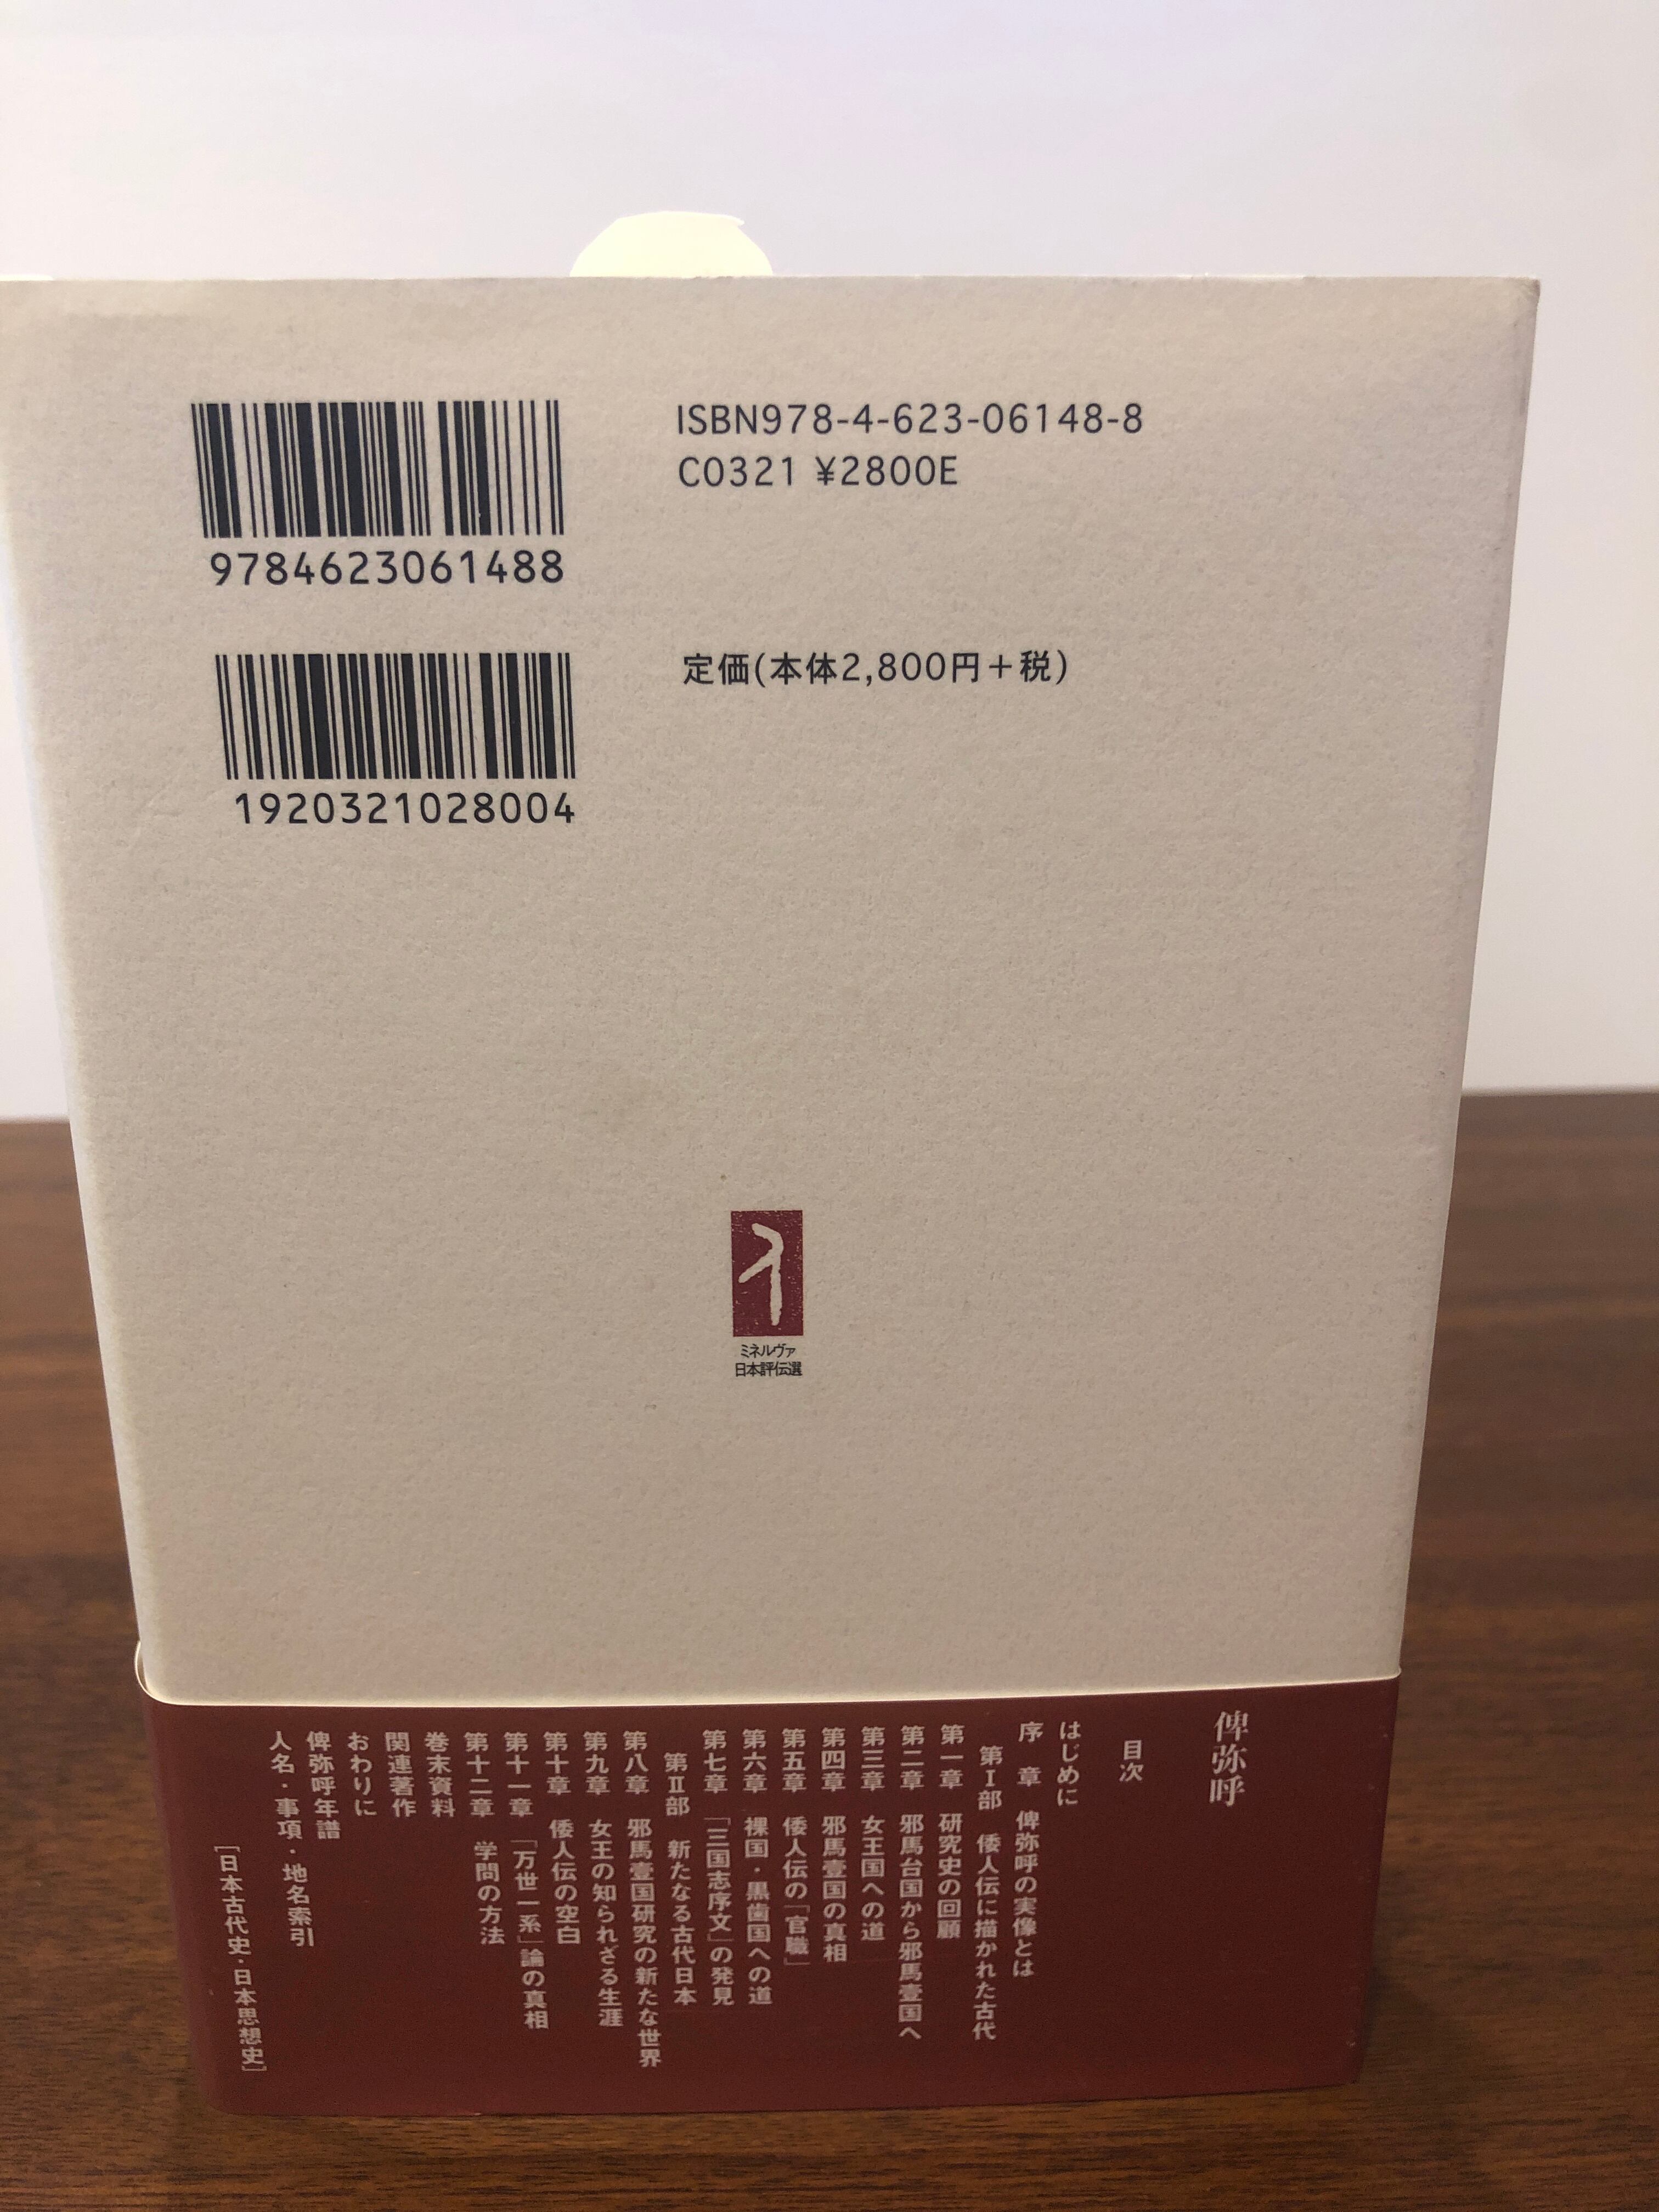 ISBN978-4-623-06148-8
C0321 ¥2800E
9784623061488
定価(本体2,800円+税)
1920321028004
ミネルヴァ
日本評伝選
俾弥呼
目次
はじめに
序 章 俾弥呼の実像とは
第Ⅰ部 倭人伝に描かれた古代
第一章 研究史の回顧
第二章 邪馬台国から邪馬壹国へ
第三章 女王国への道
第四章 邪馬壹国の真相
第五章 倭人伝の「官職」
第六章 裸国・黒歯国への道
第七章 「三国志序文」の発見
第Ⅱ部 新たなる古代日本
第八章 邪馬壹国研究の新たな世界
第九章 女王の知られざる生涯
第十章 倭人伝の空白
第十一章 「万世一系」論の真相
第十二章 学問の方法
巻末資料
関連著作
おわりに
俾弥呼年譜
人名・事項・地名索引
[日本古代史・日本思想史]